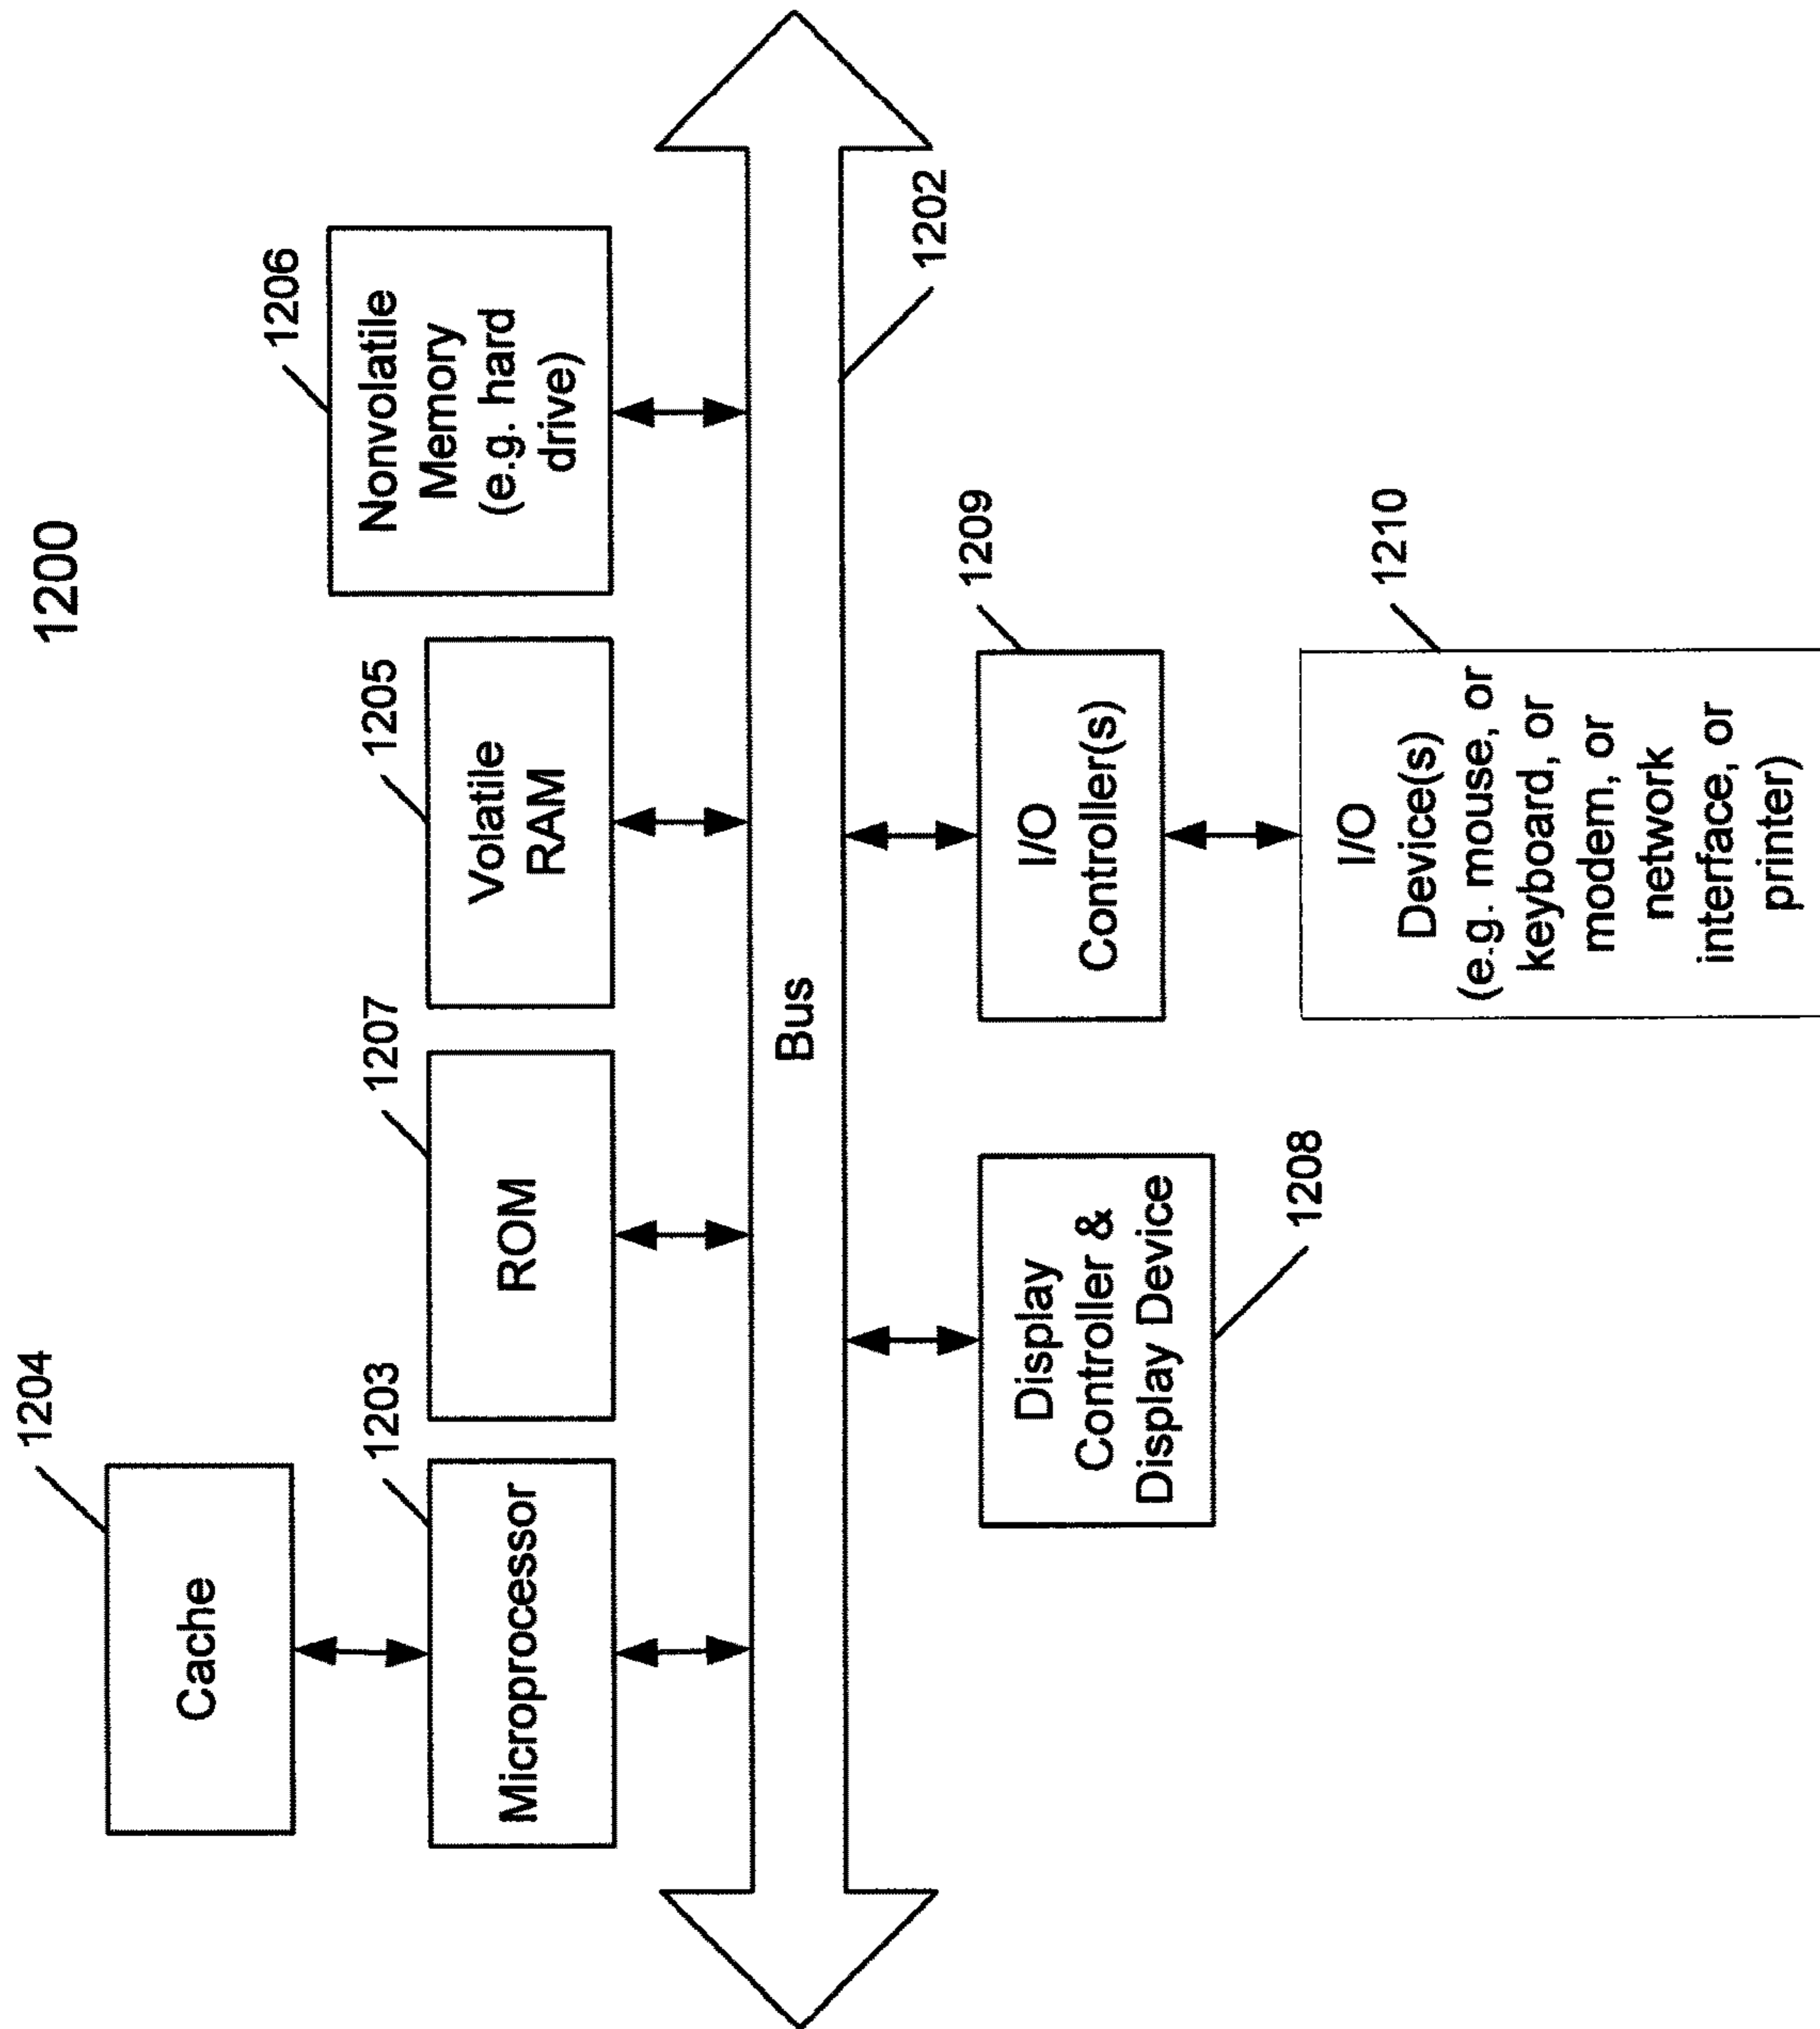 1200
1204
Cache
1203
Microprocessor
1207
ROM
1205
Volatile
RAM
1206
Nonvolatile
Memory
(e.g. hard
drive)
Bus
1202
Display
Controller &
Display Device
1208
I/O
Controller(s)
1209
I/O
Device(s)
(e.g. mouse, or
keyboard, or
modem, or
network
interface, or
printer)
1210